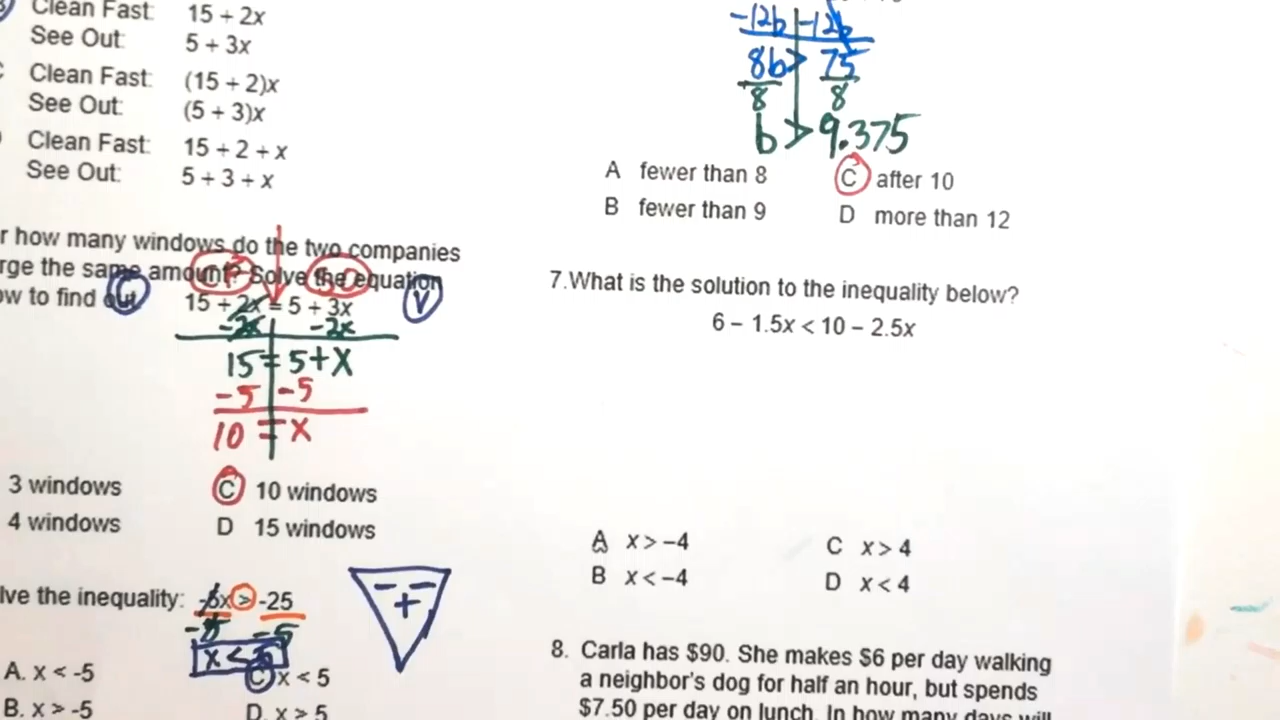 Clean Fast: 15 + 2x
See Out: 5 + 3x
Clean Fast: (15 + 2)x
See Out: (5 + 3)x
Clean Fast: 15 + 2 + x
See Out: 5 + 3 + x
r how many windows do the two companies
rge the same amount? Solve the equation
ow to find out
C V
15 + 2x = 5 + 3x
-2x -2x
15 = 5 + x
-5 -5
10 = x
3 windows C 10 windows
4 windows D 15 windows
lve the inequality: -5x > -25
-5 -5
x < 5
- -
+
A. x < -5 C x < 5
B. x > -5 D. x > 5
-12b -12b
8b > 75
8 8
b > 9.375
A fewer than 8 C after 10
B fewer than 9 D more than 12
7.What is the solution to the inequality below?
6 – 1.5x < 10 – 2.5x
A x > –4 C x > 4
B x < –4 D x < 4
8. Carla has $90. She makes $6 per day walking
a neighbor's dog for half an hour, but spends
$7.50 per day on lunch. In how many days will